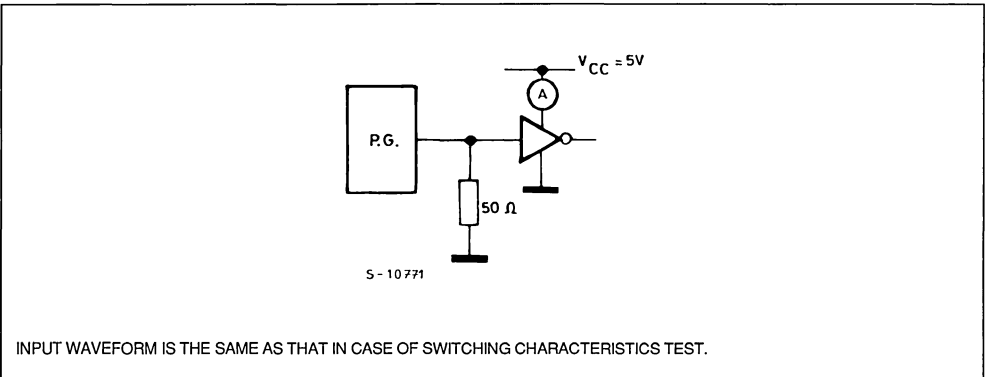 VCC = 5V
A
P.G.
50 Ω
S-10771
INPUT WAVEFORM IS THE SAME AS THAT IN CASE OF SWITCHING CHARACTERISTICS TEST.